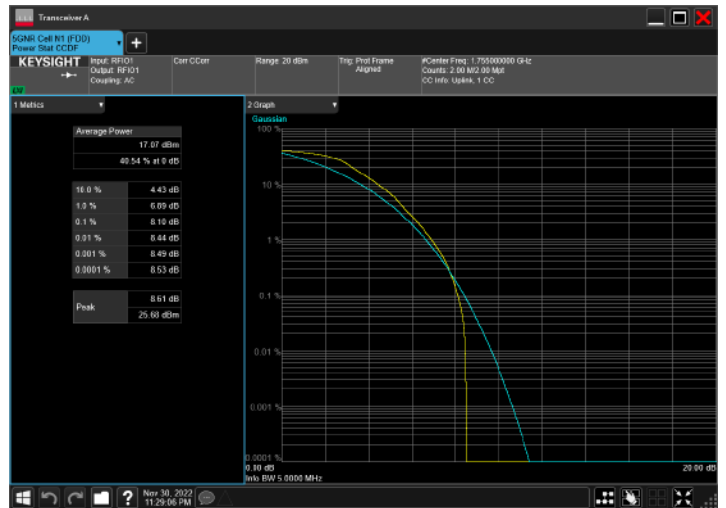 Transceiver A
5GNR Cell N1 (FDD)
Power Stat CCDF
KEYSIGHT
Input: RFIO1
Output: RFIO1
Coupling: AC
Corr CCorr
Range: 20 dBm
Trig: Prot Frame
Aligned
#Center Freq: 1.755000000 GHz
Counts: 2.00 M/2.00 Mpt
CC Info: Uplink, 1 CC
1 Metrics
Average Power
17.07 dBm
40.54 % at 0 dB
10.0 % 4.43 dB
1.0 % 6.89 dB
0.1 % 8.10 dB
0.01 % 8.44 dB
0.001 % 8.49 dB
0.0001 % 8.53 dB
Peak 8.61 dB
25.68 dBm
2 Graph
Gaussian
100 %
10 %
1 %
0.1 %
0.01 %
0.001 %
0.0001 %
0.00 dB
20.00 dB
Info BW 5.0000 MHz
Nov 30, 2022
11:29:06 PM